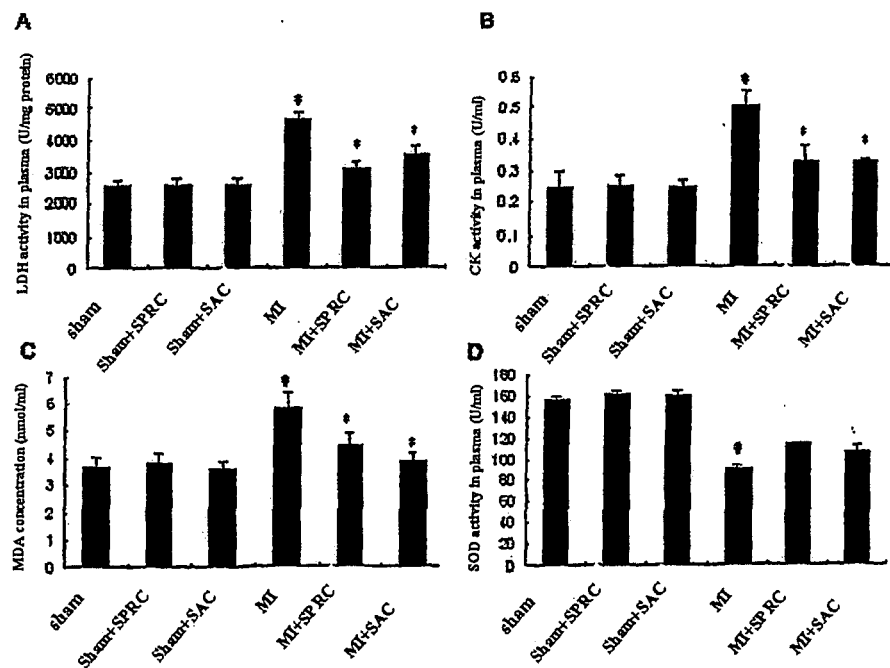 A
LDH activity in plasma (U/mg protein)
6000
5000
4000
3000
2000
1000
0
sham
Sham+SPRC
Sham+SAC
MI
MI+SPRC
MI+SAC
B
CK activity in plasma (U/ml)
0.6
0.5
0.4
0.3
0.2
0.1
0
sham
Sham+SPRC
Sham+SAC
MI
MI+SPRC
MI+SAC
C
MDA concentration (nmol/ml)
7
6
5
4
3
2
1
0
sham
Sham+SPRC
Sham+SAC
MI
MI+SPRC
MI+SAC
D
SOD activity in plasma (U/ml)
180
160
140
120
100
80
60
40
20
0
sham
Sham+SPRC
Sham+SAC
MI
MI+SPRC
MI+SAC